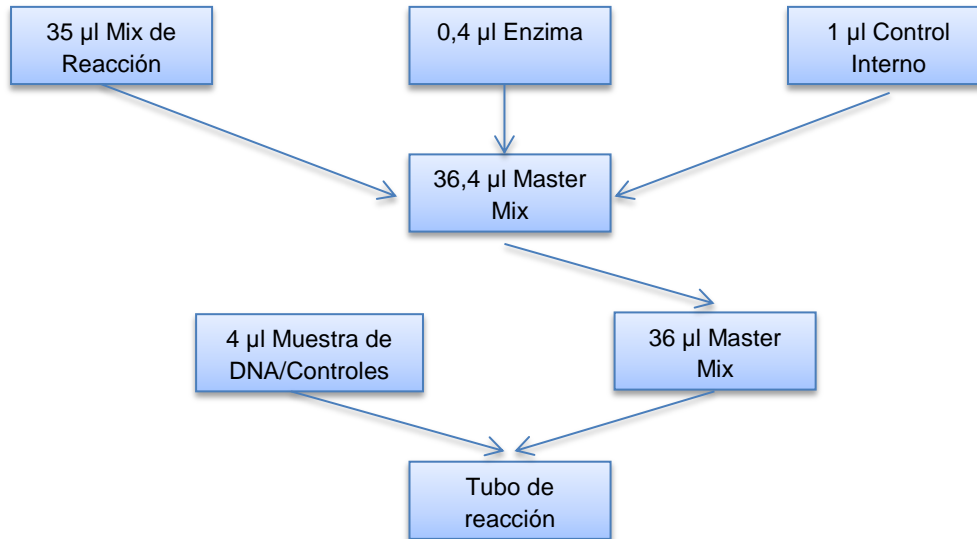 35 µl Mix de
Reacción
0,4 µl Enzima
1 µl Control
Interno
36,4 µl Master
Mix
4 µl Muestra de
DNA/Controles
36 µl Master
Mix
Tubo de
reacción